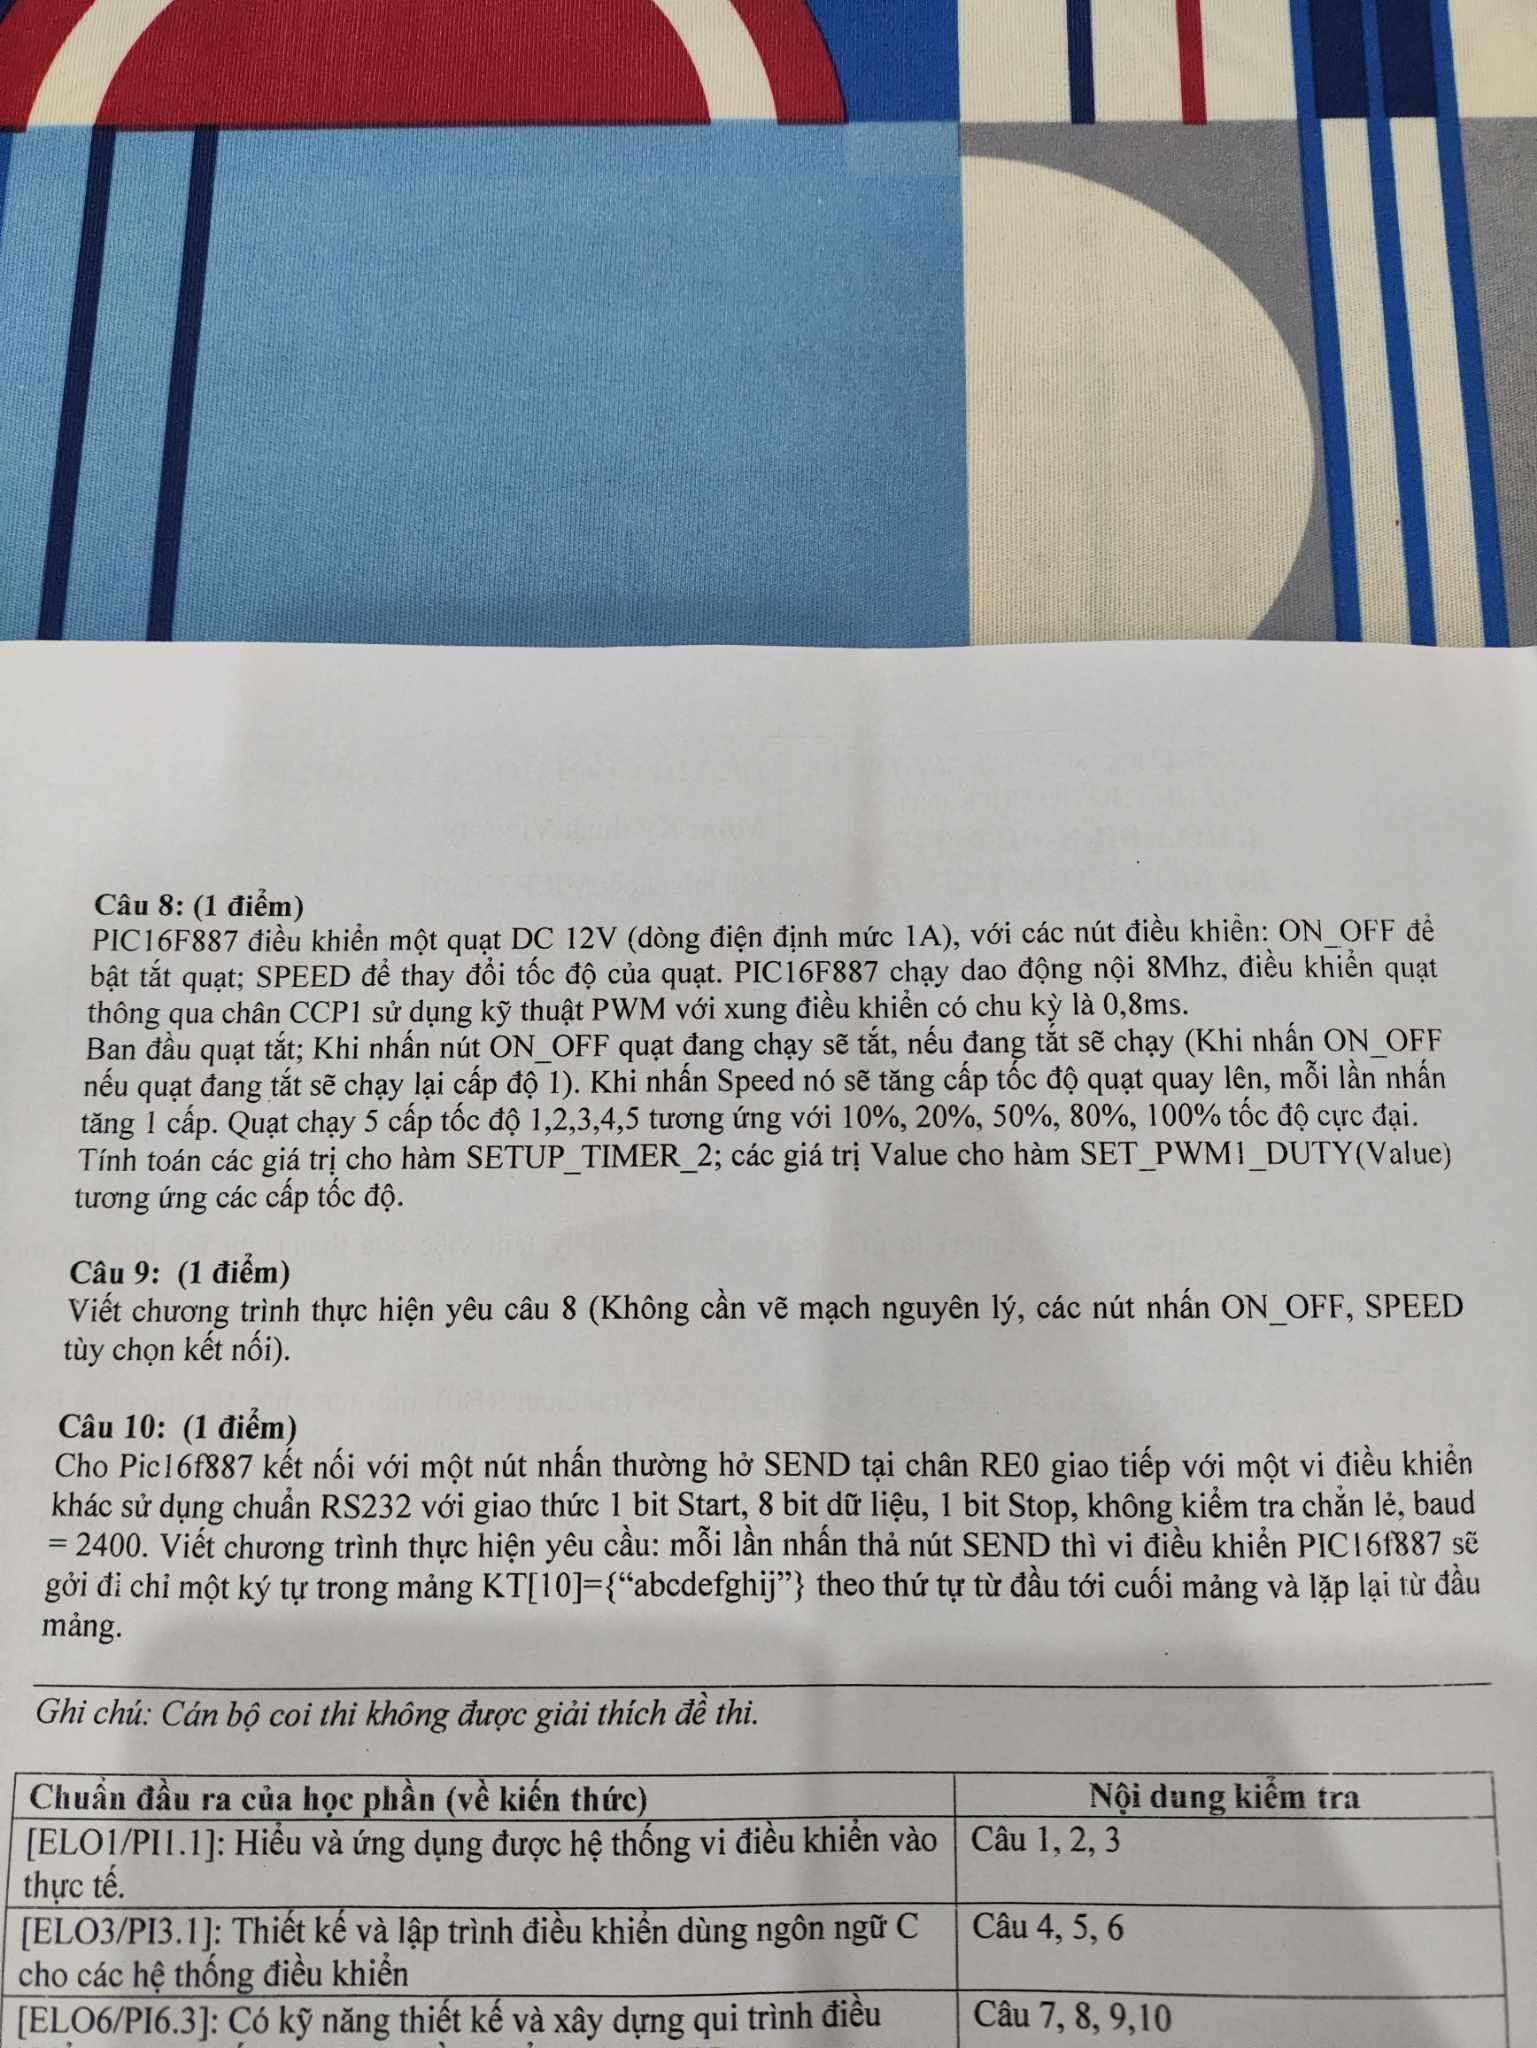 Câu 8: (1 điểm)
PIC16F887 điều khiển một quạt DC 12V (dòng điện định mức 1A), với các nút điều khiển: ON_OFF để
bật tắt quạt; SPEED để thay đổi tốc độ của quạt. PIC16F887 chạy dao động nội 8Mhz, điều khiển quạt
thông qua chân CCP1 sử dụng kỹ thuật PWM với xung điều khiển có chu kỳ là 0,8ms.
Ban đầu quạt tắt; Khi nhấn nút ON_OFF quạt đang chạy sẽ tắt, nếu đang tắt sẽ chạy (Khi nhấn ON_OFF
nếu quạt đang tắt sẽ chạy lại cấp độ 1). Khi nhấn Speed nó sẽ tăng cấp tốc độ quạt quay lên, mỗi lần nhấn
tăng 1 cấp. Quạt chạy 5 cấp tốc độ 1,2,3,4,5 tương ứng với 10%, 20%, 50%, 80%, 100% tốc độ cực đại.
Tính toán các giá trị cho hàm SETUP_TIMER_2; các giá trị Value cho hàm SET_PWM1_DUTY(Value)
tương ứng các cấp tốc độ.
Câu 9: (1 điểm)
Viết chương trình thực hiện yêu câu 8 (Không cần vẽ mạch nguyên lý, các nút nhấn ON_OFF, SPEED
tùy chọn kết nối).
Câu 10: (1 điểm)
Cho Pic16f887 kết nối với một nút nhấn thường hở SEND tại chân RE0 giao tiếp với một vi điều khiển
khác sử dụng chuẩn RS232 với giao thức 1 bit Start, 8 bit dữ liệu, 1 bit Stop, không kiểm tra chẵn lẻ, baud
= 2400. Viết chương trình thực hiện yêu cầu: mỗi lần nhấn thả nút SEND thì vi điều khiển PIC16f887 sẽ
gởi đi chỉ một ký tự trong mảng KT[10]={“abcdefghij”} theo thứ tự từ đầu tới cuối mảng và lặp lại từ đầu
mảng.
Ghi chú: Cán bộ coi thi không được giải thích đề thi.
Chuẩn đầu ra của học phần (về kiến thức) Nội dung kiểm tra
[ELO1/PI1.1]: Hiểu và ứng dụng được hệ thống vi điều khiển vào Câu 1, 2, 3
thực tế.
[ELO3/PI3.1]: Thiết kế và lập trình điều khiển dùng ngôn ngữ C Câu 4, 5, 6
cho các hệ thống điều khiển
[ELO6/PI6.3]: Có kỹ năng thiết kế và xây dựng qui trình điều Câu 7, 8, 9,10